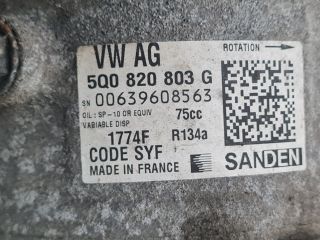 VW AG
ROTATION →
5Q0 820 803 G
SN 00639608563
OIL: SP-10 OR EQUIV 75cc
VARIABLE DISP
1774F R134a
CODE SYF
MADE IN FRANCE SANDEN